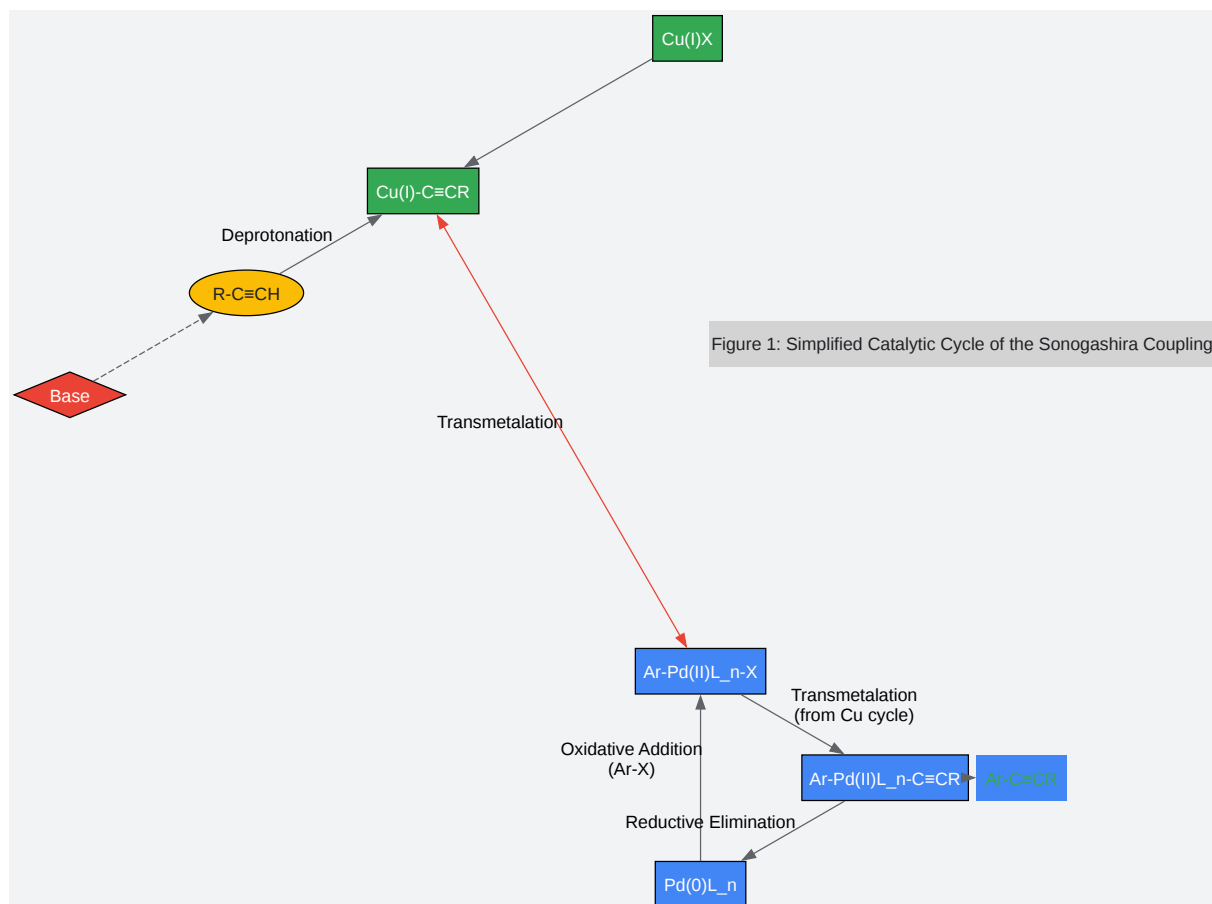 Cu(I)X
Cu(I)-C≡CR
Deprotonation
R-C≡CH
Figure 1: Simplified Catalytic Cycle of the Sonogashira Coupling
Base
Transmetalation
Ar-Pd(II)L_n-X
Transmetalation
(from Cu cycle)
Oxidative Addition
(Ar-X)
Ar-Pd(II)L_n-C≡CR
Ar-C≡CR
Reductive Elimination
Pd(0)L_n